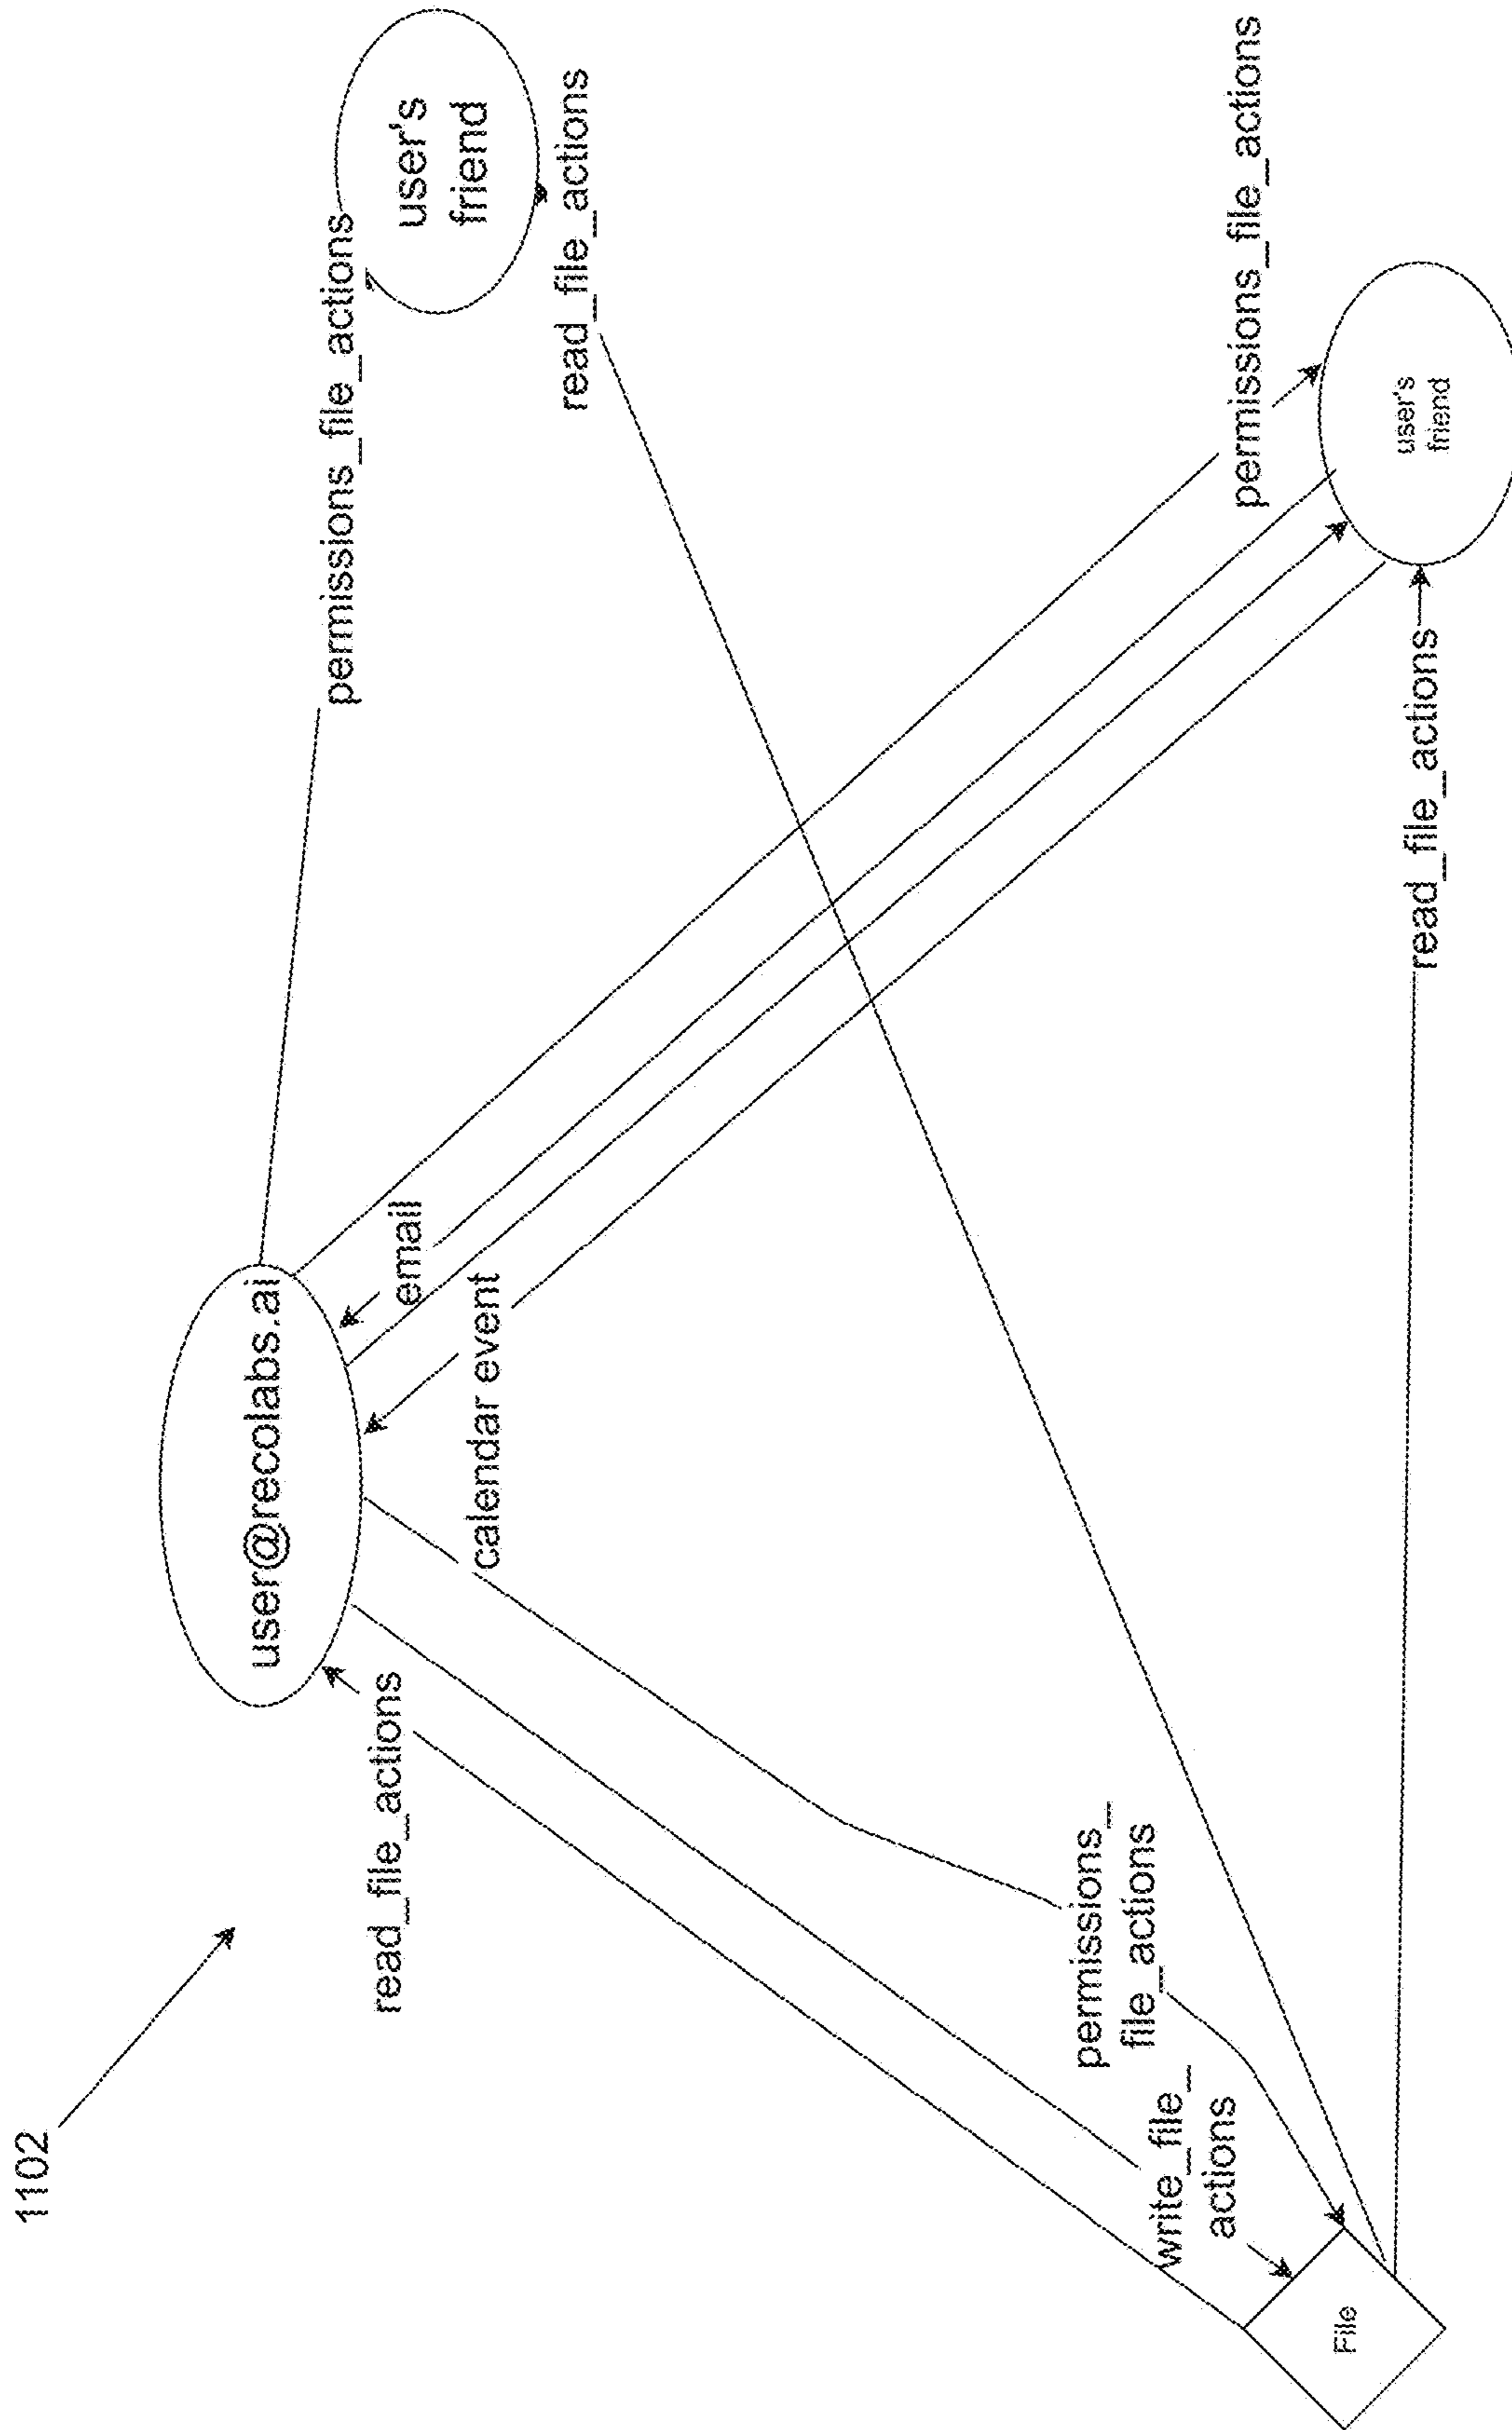 1102
user@recolabs.ai
permissions_file_actions
user's
friend
read_file_actions
email
read_file_actions
calendar event
permissions_
file_actions
write_file_
actions
permissions_file_actions
File
read_file_actions
user's
friend